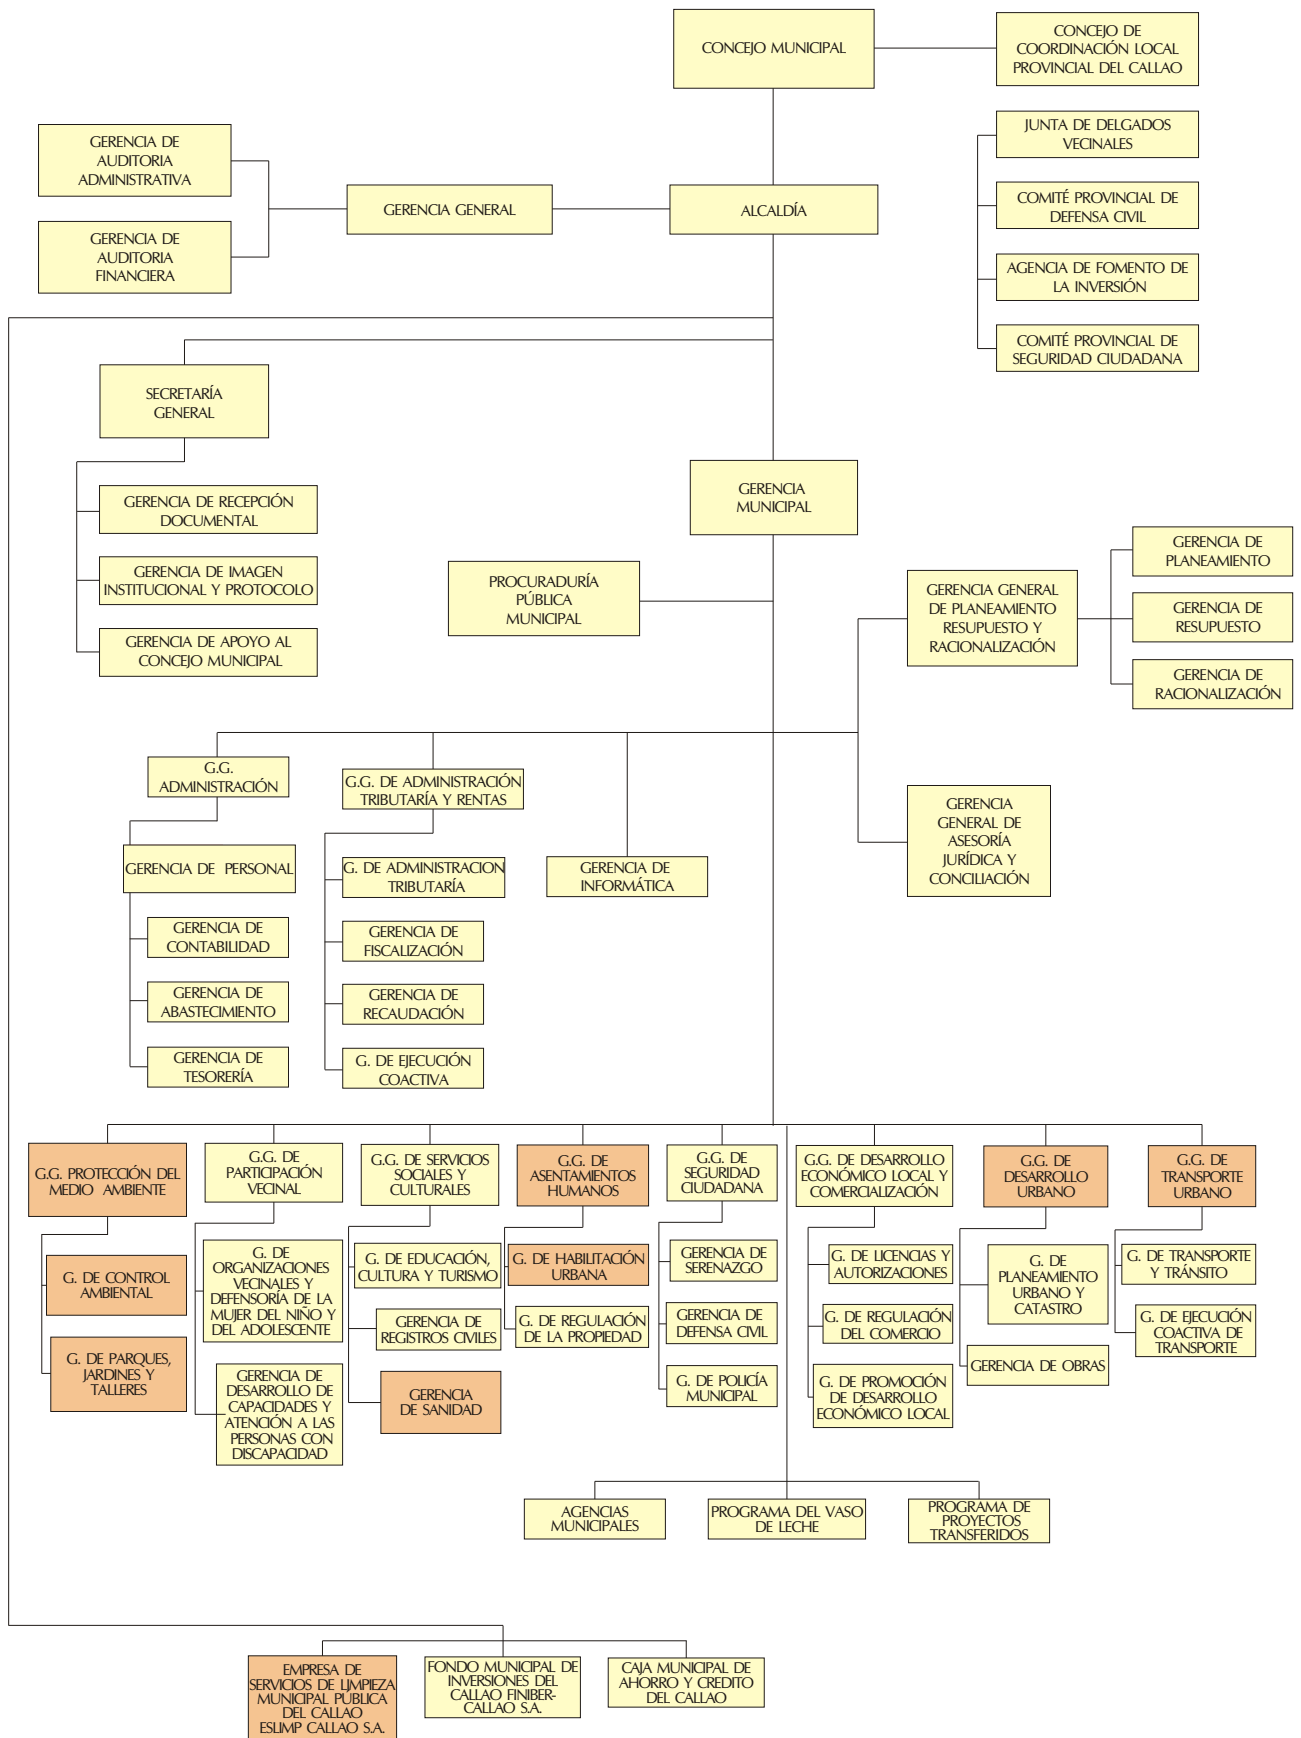 CONCEJO MUNICIPAL
CONCEJO DE
COORDINACIÓN LOCAL
PROVINCIAL DEL CALLAO
JUNTA DE DELGADOS
VECINALES
COMITÉ PROVINCIAL DE
DEFENSA CIVIL
AGENCIA DE FOMENTO DE
LA INVERSIÓN
COMITÉ PROVINCIAL DE
SEGURIDAD CIUDADANA
GERENCIA DE
AUDITORIA
ADMINISTRATIVA
GERENCIA DE
AUDITORIA
FINANCIERA
GERENCIA GENERAL
ALCALDÍA
SECRETARÍA
GENERAL
GERENCIA DE RECEPCIÓN
DOCUMENTAL
GERENCIA DE IMAGEN
INSTITUCIONAL Y PROTOCOLO
GERENCIA DE APOYO AL
CONCEJO MUNICIPAL
GERENCIA
MUNICIPAL
PROCURADURÍA
PÚBLICA
MUNICIPAL
GERENCIA GENERAL
DE PLANEAMIENTO
RESUPUESTO Y
RACIONALIZACIÓN
GERENCIA DE
PLANEAMIENTO
GERENCIA DE
RESUPUESTO
GERENCIA DE
RACIONALIZACIÓN
G.G.
ADMINISTRACIÓN
GERENCIA DE PERSONAL
GERENCIA DE
CONTABILIDAD
GERENCIA DE
ABASTECIMIENTO
GERENCIA DE
TESORERÍA
G.G. DE ADMINISTRACIÓN
TRIBUTARÍA Y RENTAS
G. DE ADMINISTRACION
TRIBUTARÍA
GERENCIA DE
FISCALIZACIÓN
GERENCIA DE
RECAUDACIÓN
G. DE EJECUCIÓN
COACTIVA
GERENCIA DE
INFORMÁTICA
GERENCIA
GENERAL DE
ASESORÍA
JURÍDICA Y
CONCILIACIÓN
G.G. PROTECCIÓN DEL
MEDIO AMBIENTE
G. DE CONTROL
AMBIENTAL
G. DE PARQUES,
JARDINES Y
TALLERES
G.G. DE
PARTICIPACIÓN
VECINAL
G. DE
ORGANIZACIONES
VECINALES Y
DEFENSORÍA DE LA
MUJER DEL NIÑO Y
DEL ADOLESCENTE
GERENCIA DE
DESARROLLO DE
CAPACIDADES Y
ATENCIÓN A LAS
PERSONAS CON
DISCAPACIDAD
G.G. DE SERVICIOS
SOCIALES Y
CULTURALES
G. DE EDUCACIÓN,
CULTURA Y TURISMO
GERENCIA DE
REGISTROS CIVILES
GERENCIA
DE SANIDAD
G.G. DE
ASENTAMIENTOS
HUMANOS
G. DE HABILITACIÓN
URBANA
G. DE REGULACIÓN
DE LA PROPIEDAD
G.G. DE
SEGURIDAD
CIUDADANA
GERENCIA DE
SERENAZGO
GERENCIA DE
DEFENSA CIVIL
G. DE POLICÍA
MUNICIPAL
G.G. DE DESARROLLO
ECONÓMICO LOCAL Y
COMERCIALIZACIÓN
G. DE LICENCIAS Y
AUTORIZACIONES
G. DE REGULACIÓN
DEL COMERCIO
G. DE PROMOCIÓN
DE DESARROLLO
ECONÓMICO LOCAL
G.G. DE
DESARROLLO
URBANO
G. DE
PLANEAMIENTO
URBANO Y
CATASTRO
GERENCIA DE OBRAS
G.G. DE
TRANSPORTE
URBANO
G. DE TRANSPORTE
Y TRÁNSITO
G. DE EJECUCIÓN
COACTIVA DE
TRANSPORTE
AGENCIAS
MUNICIPALES
PROGRAMA DEL VASO
DE LECHE
PROGRAMA DE
PROYECTOS
TRANSFERIDOS
EMPRESA DE
SERVICIOS DE LIMPIEZA
MUNICIPAL PÚBLICA
DEL CALLAO
ESLIMP CALLAO S.A.
FONDO MUNICIPAL DE
INVERSIONES DEL
CALLAO FINIBER-
CALLAO S.A.
CAJA MUNICIPAL DE
AHORRO Y CREDITO
DEL CALLAO